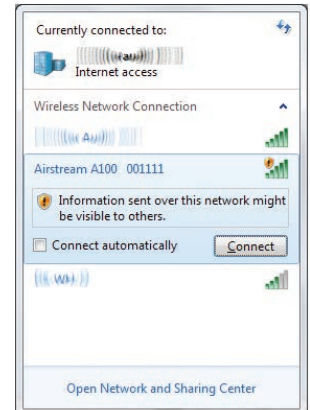 Currently connected to:
Internet access
Wireless Network Connection
Airstream A100 001111
Information sent over this network might
be visible to others.
Connect automatically
Connect
Open Network and Sharing Center